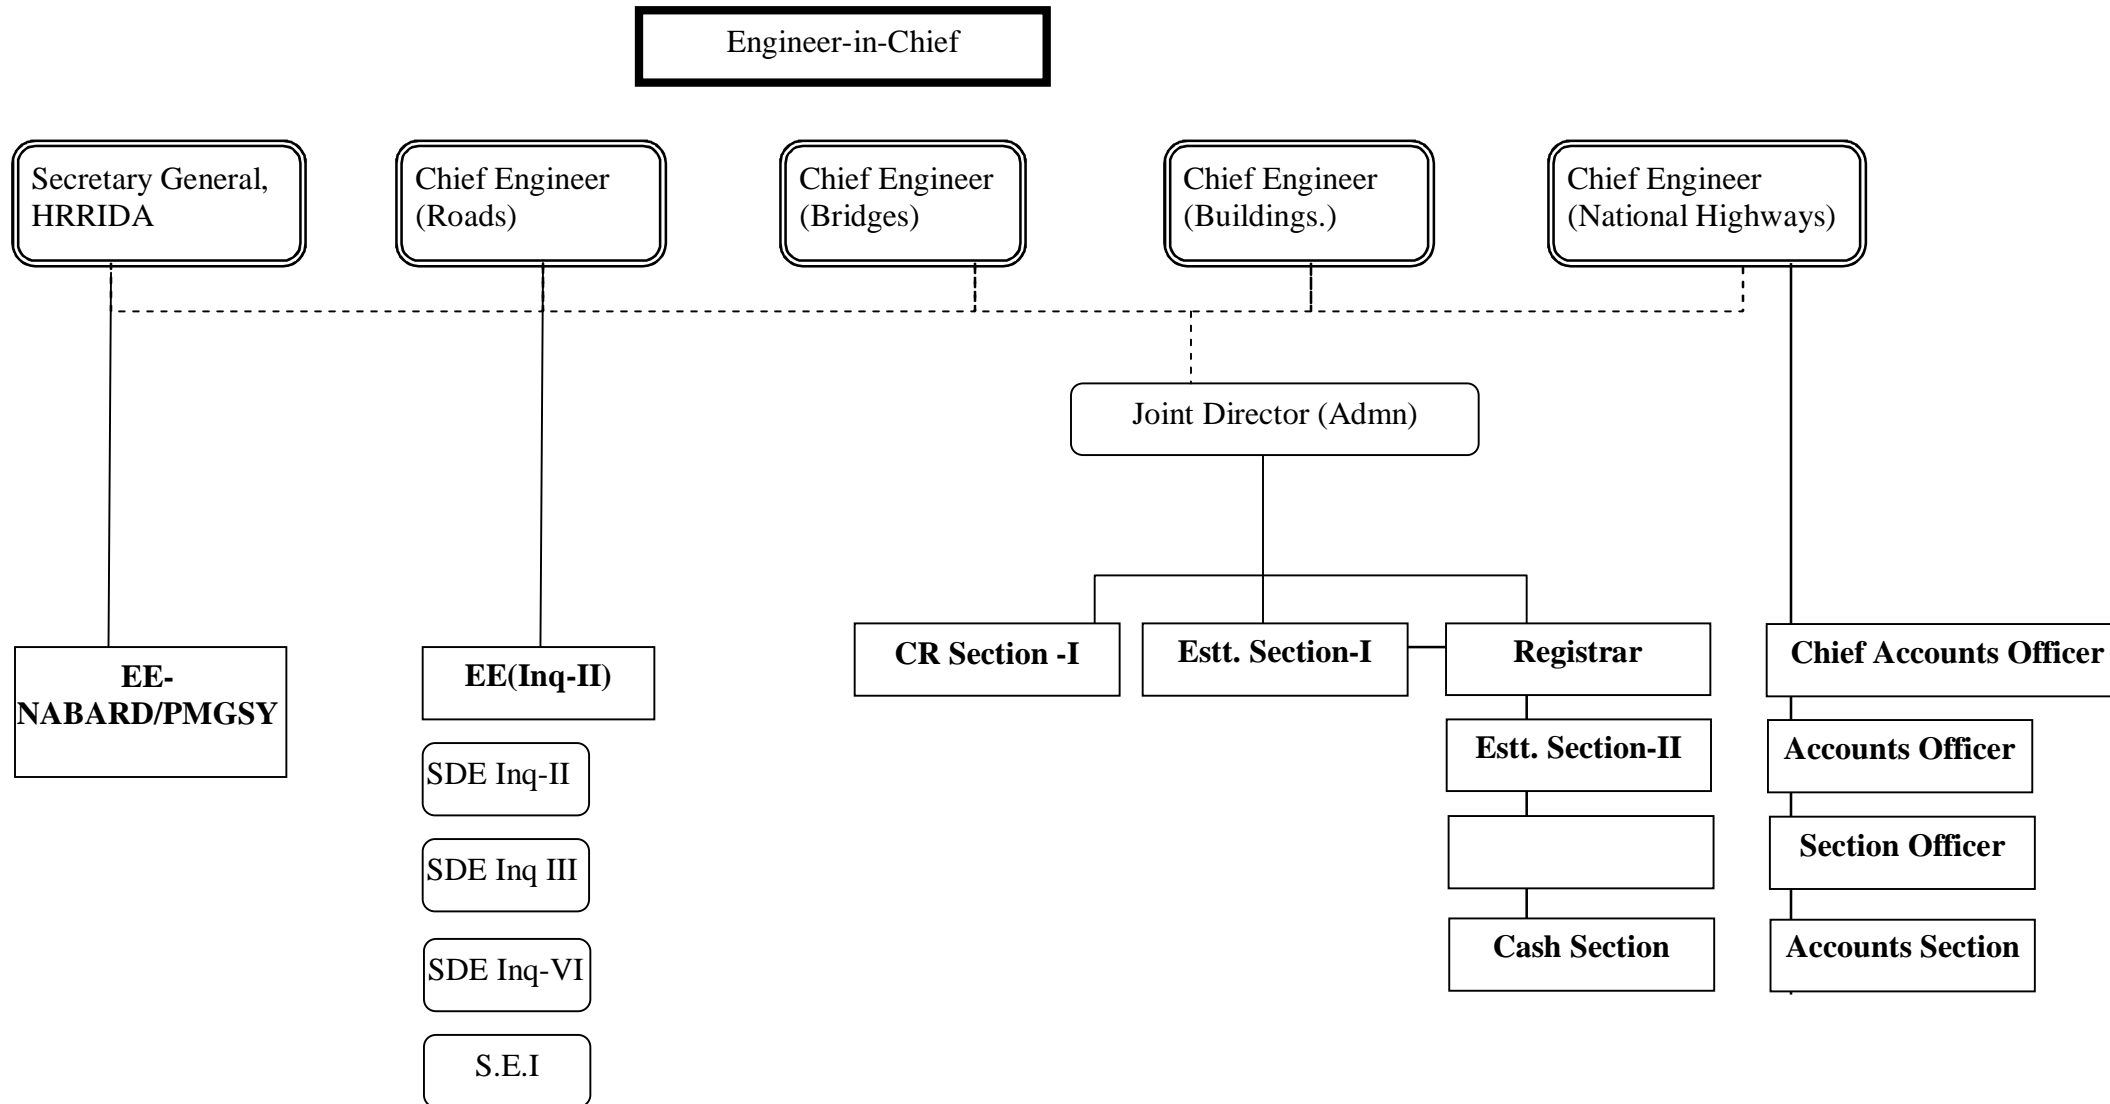 Engineer-in-Chief
Secretary General,
HRRIDA
Chief Engineer
(Roads)
Chief Engineer
(Bridges)
Chief Engineer
(Buildings.)
Chief Engineer
(National Highways)
Joint Director (Admn)
EE-
NABARD/PMGSY
EE(Inq-II)
SDE Inq-II
SDE Inq III
SDE Inq-VI
S.E.I
CR Section -I
Estt. Section-I
Registrar
Estt. Section-II
Cash Section
Chief Accounts Officer
Accounts Officer
Section Officer
Accounts Section